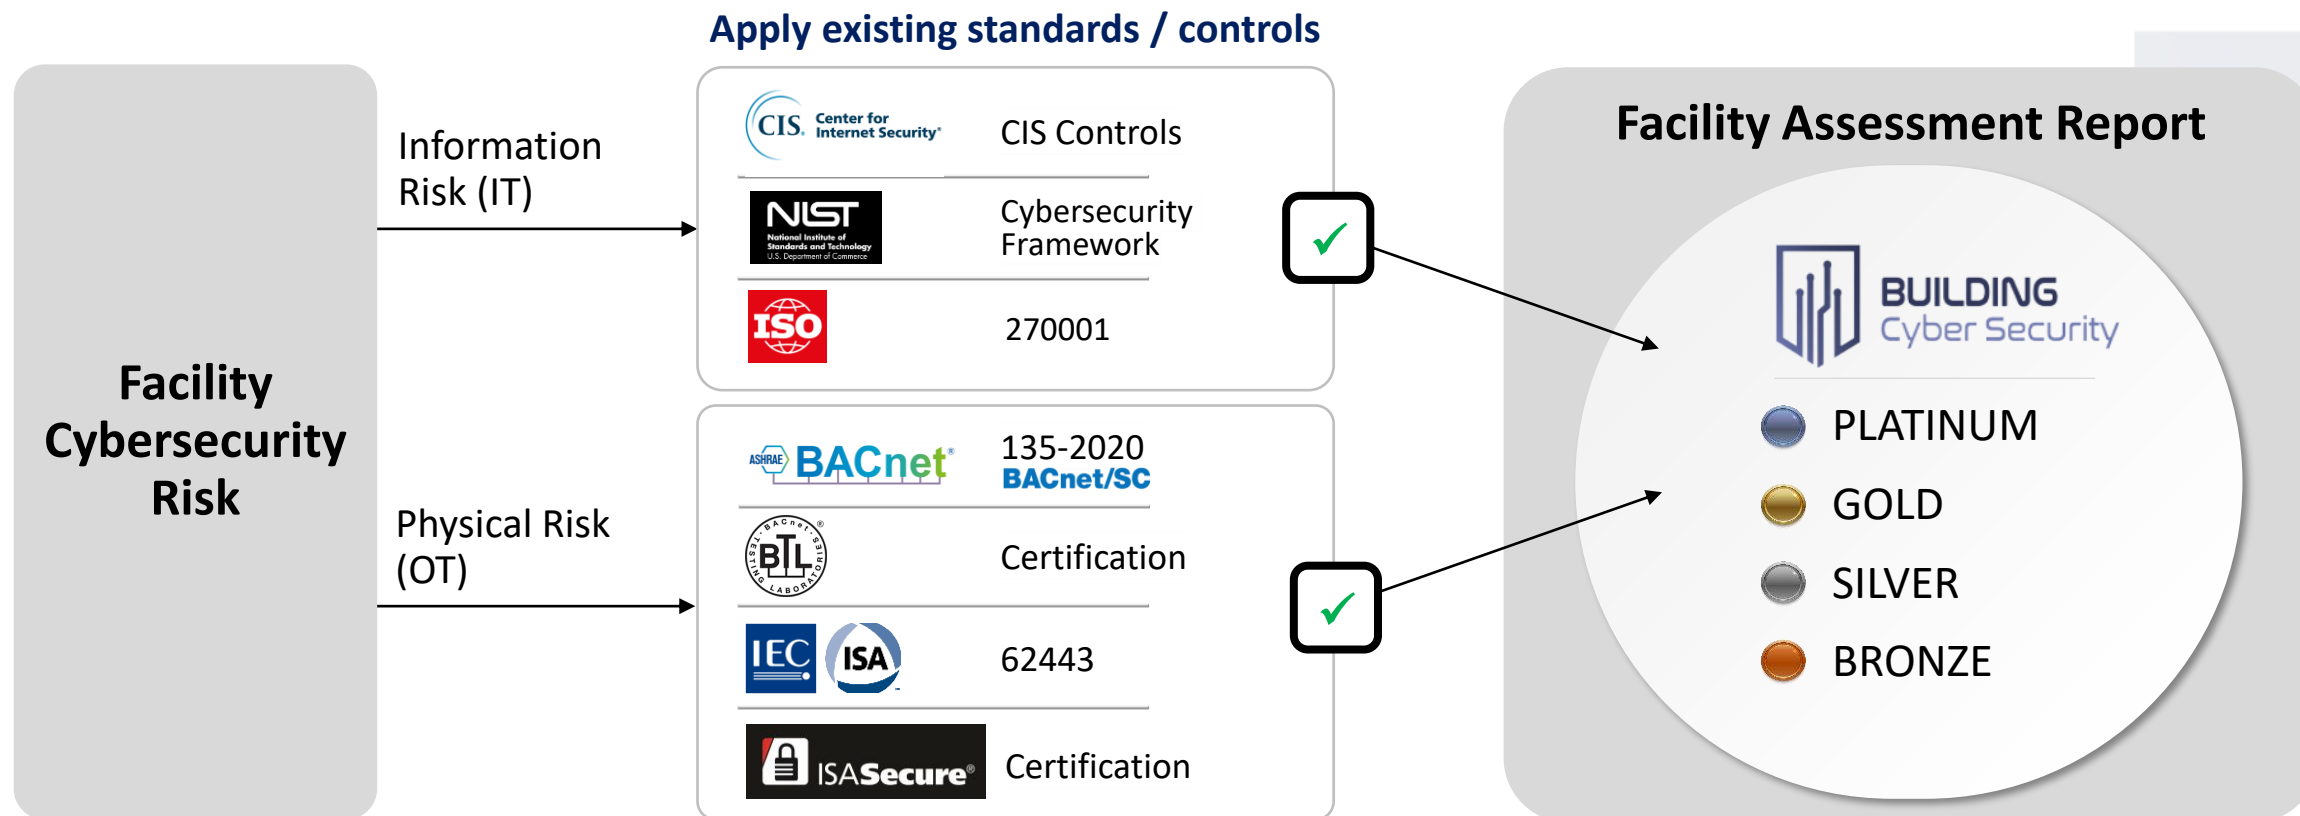 Apply existing standards / controls
Facility
Cybersecurity
Risk
Information
Risk (IT)
Physical Risk
(OT)
CIS. Center for
Internet Security®
CIS Controls
NIST
National Institute of
Standards and Technology
U.S. Department of Commerce
Cybersecurity
Framework
ISO
270001
ASHRAE BACnet®
135-2020
BACnet/SC
BACnet
TESTING LABORATORIES
BTL
®
Certification
IEC
ISA
62443
ISASecure®
Certification
Facility Assessment Report
BUILDING
Cyber Security
PLATINUM
GOLD
SILVER
BRONZE